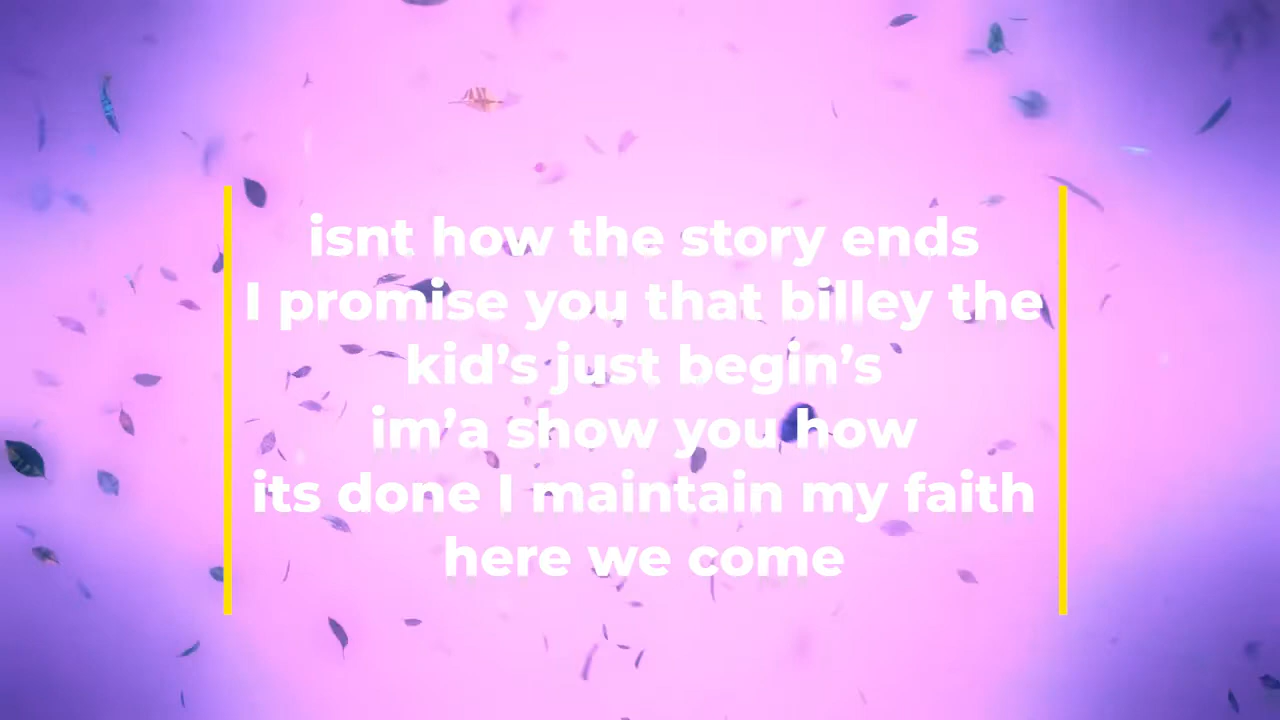 isnt how the story ends
I promise you that billey the
kid’s just begin’s
im’a show you how
its done I maintain my faith
here we come